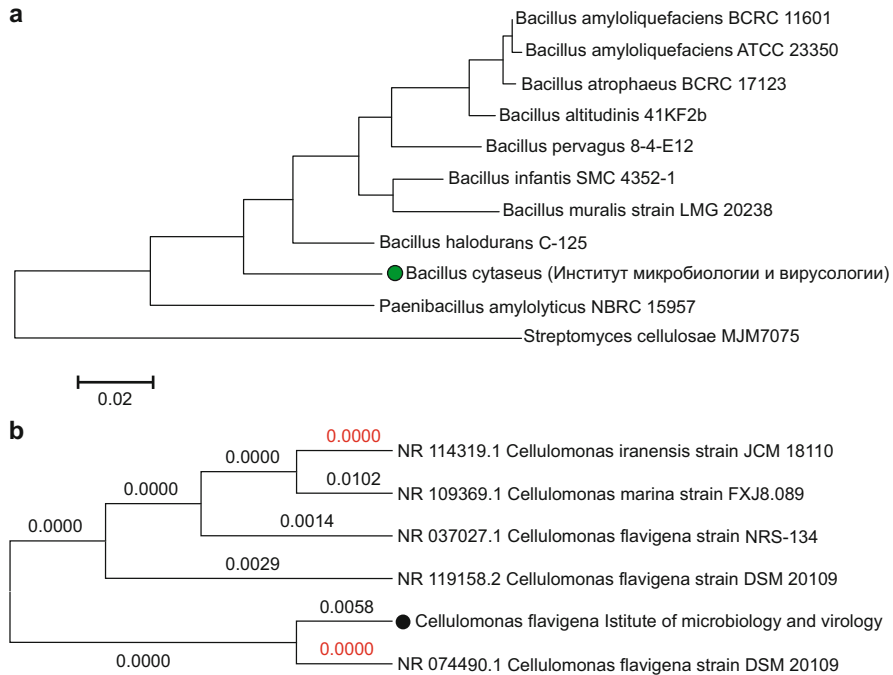 a
Bacillus amyloliquefaciens BCRC 11601
Bacillus amyloliquefaciens ATCC 23350
Bacillus atrophaeus BCRC 17123
Bacillus altitudinis 41KF2b
Bacillus pervagus 8-4-E12
Bacillus infantis SMC 4352-1
Bacillus muralis strain LMG 20238
Bacillus halodurans C-125
Bacillus cytaseus (Институт микробиологии и вирусологии)
Paenibacillus amylolyticus NBRC 15957
Streptomyces cellulosae MJM7075
0.02
b
0.0000
NR 114319.1 Cellulomonas iranensis strain JCM 18110
0.0000
0.0102
NR 109369.1 Cellulomonas marina strain FXJ8.089
0.0000
0.0014
NR 037027.1 Cellulomonas flavigena strain NRS-134
0.0000
0.0029
NR 119158.2 Cellulomonas flavigena strain DSM 20109
0.0058
Cellulomonas flavigena Istitute of microbiology and virology
0.0000
0.0000
NR 074490.1 Cellulomonas flavigena strain DSM 20109